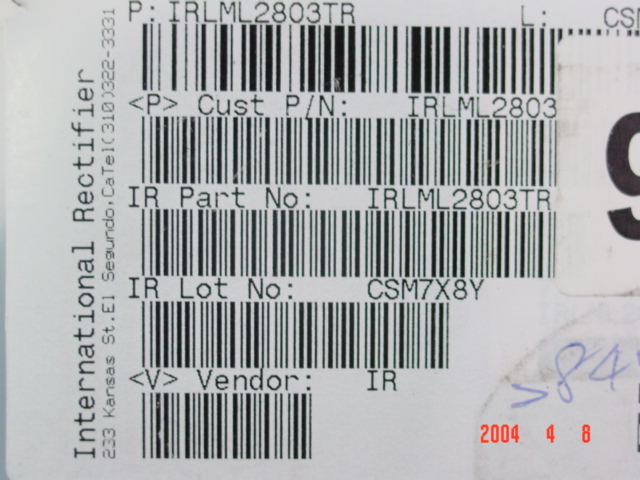 P: IRLML2803TR L:
<P> Cust P/N: IRLML2803
IR Part No: IRLML2803TR
IR Lot No: CSM7X8Y
<V> Vendor: IR
International Rectifier
233 Kansas St.El Segundo,CaTel(310)322-3331
9
2004 4 8